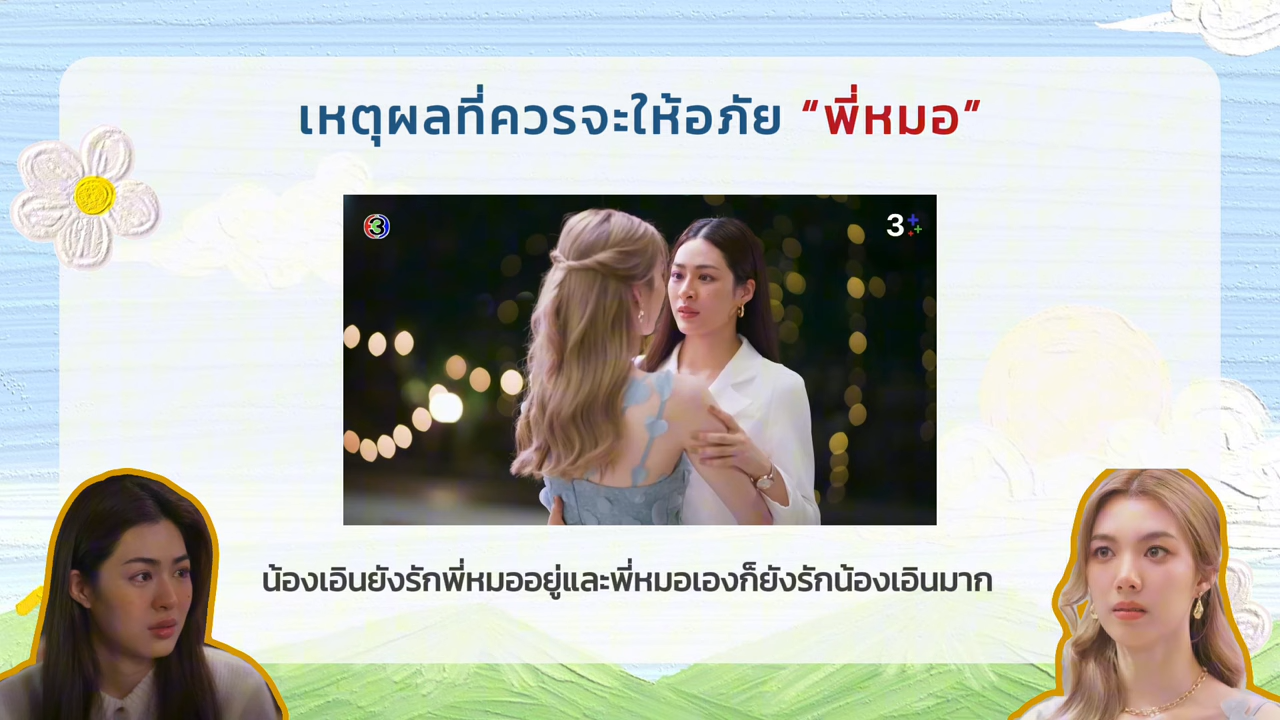 เหตุผลที่ควรจะให้อภัย “พี่หมอ”
3
3
น้องเอินยังรักพี่หมออยู่และพี่หมอเองก็ยังรักน้องเอินมาก